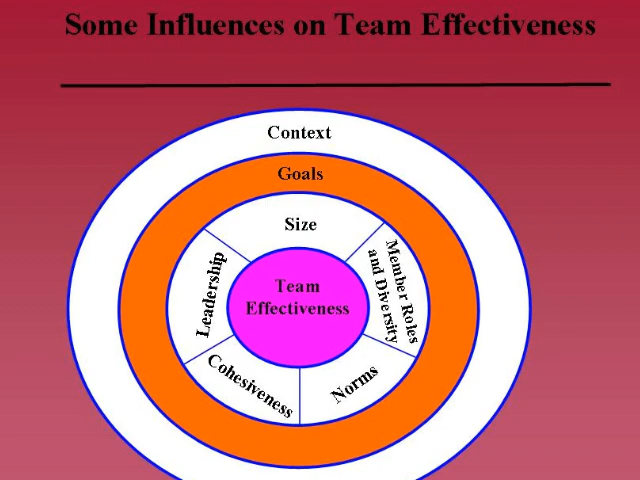 Some Influences on Team Effectiveness
Context
Goals
Size
Member Roles
and Diversity
Norms
Cohesiveness
Leadership
Team
Effectiveness